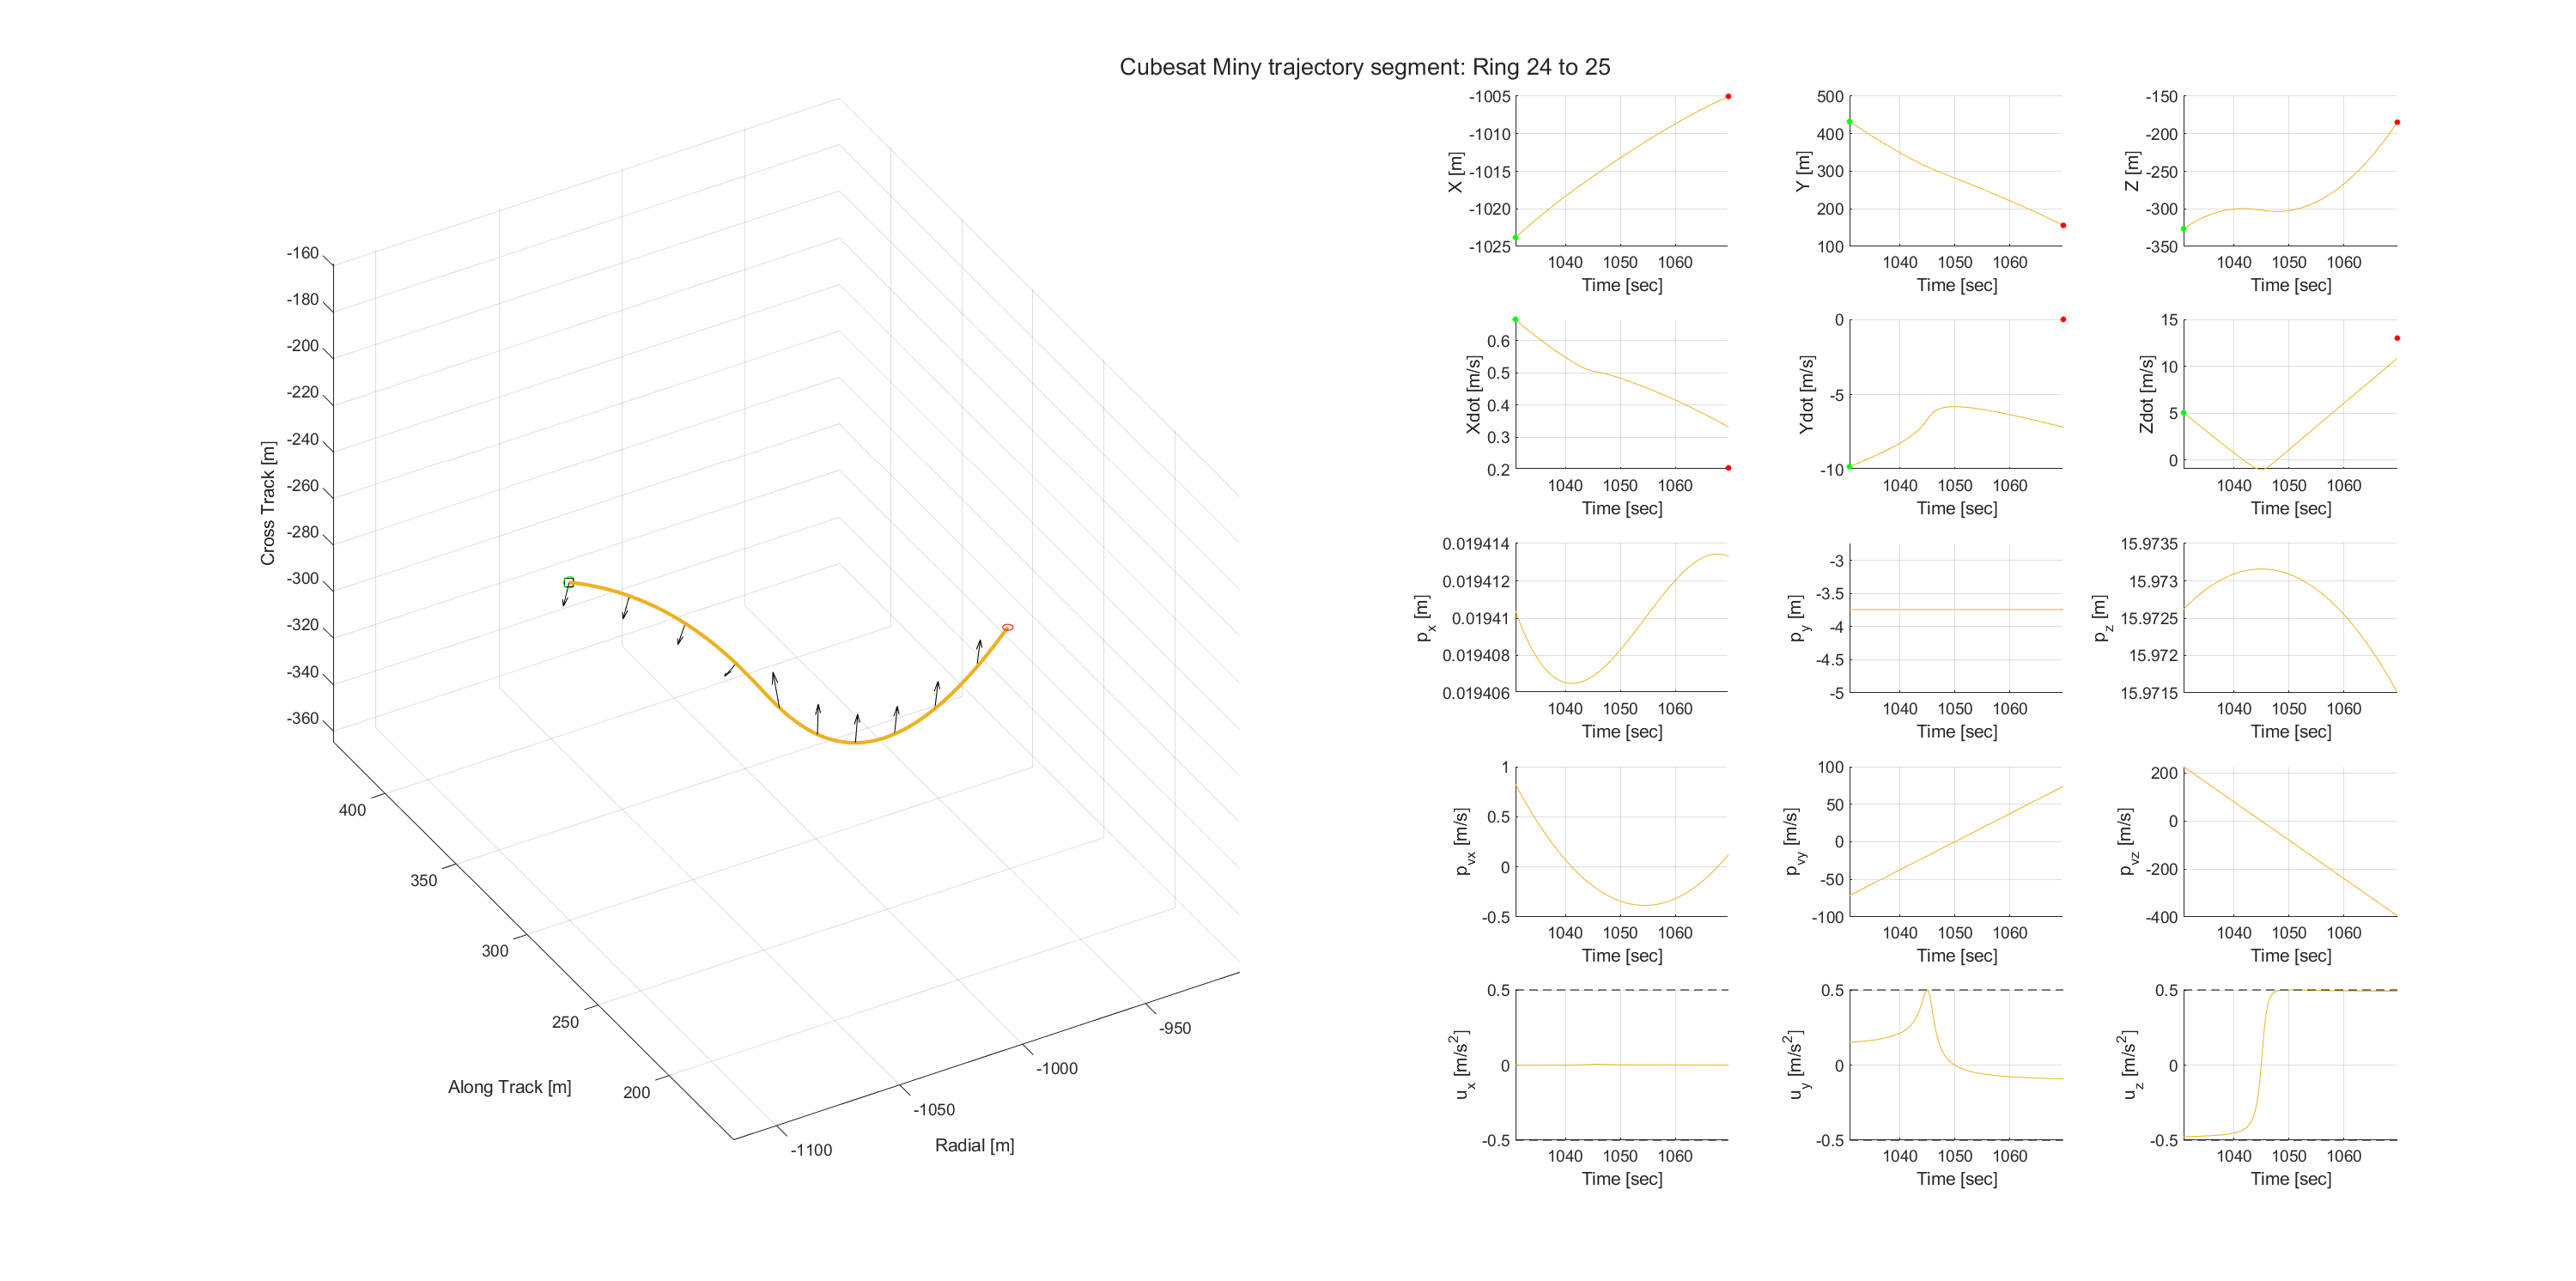 Cubesat Miny trajectory segment: Ring 24 to 25
-160
-180
-200
-220
-240
-260
-280
-300
-320
-340
-360
Cross Track [m]
400
350
300
250
200
Along Track [m]
-1100
-1050
-1000
-950
Radial [m]
-1005
-1010
-1015
-1020
-1025
X [m]
1040 1050 1060
Time [sec]
500
400
300
200
100
Y [m]
1040 1050 1060
Time [sec]
-150
-200
-250
-300
-350
Z [m]
1040 1050 1060
Time [sec]
0.6
0.5
0.4
0.3
0.2
Xdot [m/s]
1040 1050 1060
Time [sec]
0
-5
-10
Ydot [m/s]
1040 1050 1060
Time [sec]
15
10
5
0
Zdot [m/s]
1040 1050 1060
Time [sec]
0.019414
0.019412
0.01941
0.019408
0.019406
p_x [m]
1040 1050 1060
Time [sec]
-3
-3.5
-4
-4.5
-5
p_y [m]
1040 1050 1060
Time [sec]
15.9735
15.973
15.9725
15.972
15.9715
p_z [m]
1040 1050 1060
Time [sec]
1
0.5
0
-0.5
p_vx [m/s]
1040 1050 1060
Time [sec]
100
50
0
-50
-100
p_vy [m/s]
1040 1050 1060
Time [sec]
200
0
-200
-400
p_vz [m/s]
1040 1050 1060
Time [sec]
0.5
0
-0.5
u_x [m/s²]
1040 1050 1060
Time [sec]
0.5
0
-0.5
u_y [m/s²]
1040 1050 1060
Time [sec]
0.5
0
-0.5
u_z [m/s²]
1040 1050 1060
Time [sec]